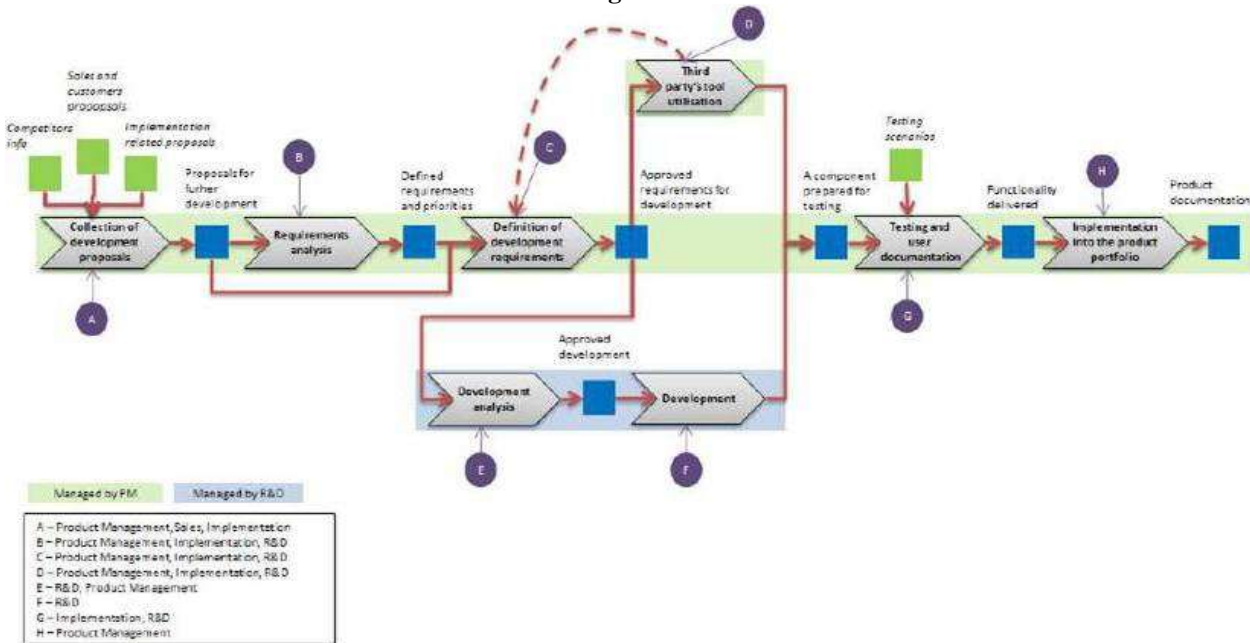 D
Third
party's tool
utilisation
Sales and
customers
propopsals
Competitors
info
Implementation
related proposals
Testing
scenarios
B
C
H
Proposals for
furher
development
Defined
requirements
and priorities
Approved
requirements for
development
A component
prepared for
testing
Functionality
delivered
Product
documentation
Collection of
development
proposals
Requirements
analysis
Definition of
development
requirements
Testing and
user
documentation
Implementation
into the product
portfolio
A
G
Approved
development
Development
analysis
Development
E
F
Managed by PM
Managed by R&D
A – Product Management, Sales, Implementation
B – Product Management, Implementation, R&D
C – Product Management, Implementation, R&D
D – Product Management, Implementation, R&D
E – R&D, Product Management
F – R&D
G – Implementation, R&D
H – Product Management